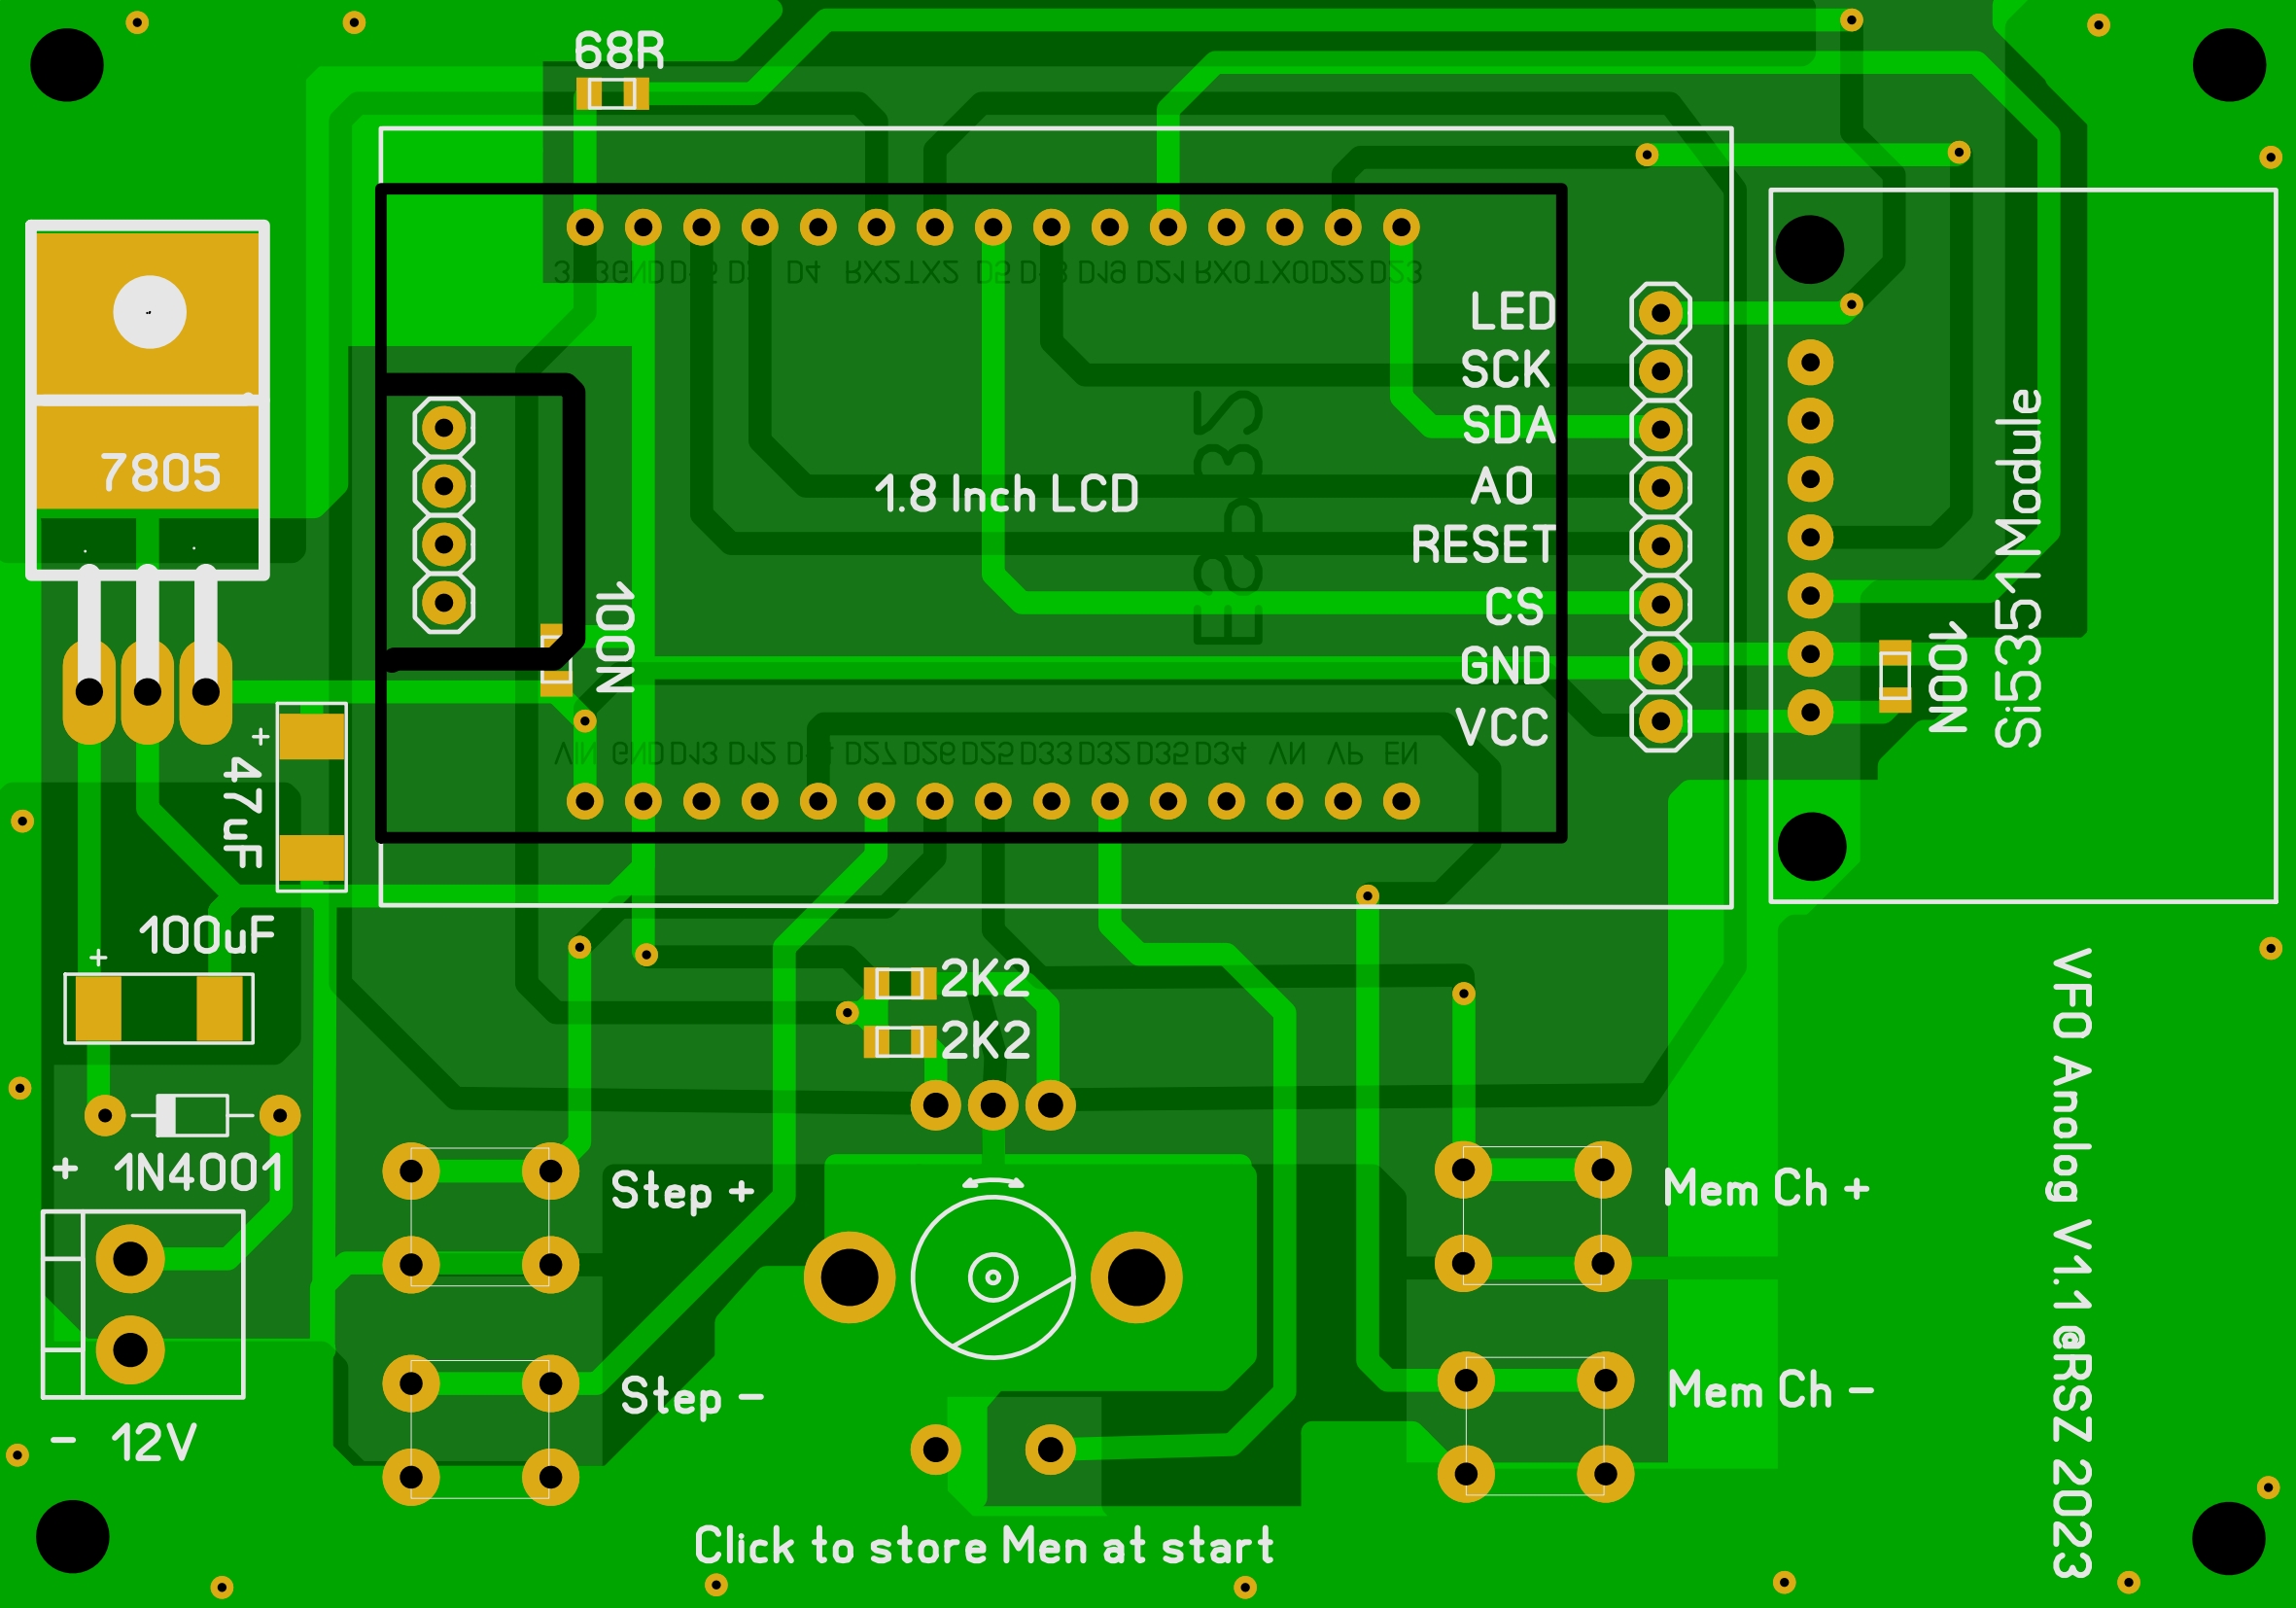 68R
3V3 GND D15 D2 D4 RX2 TX2 D5 D18 D19 D21 RX0 TX0 D22 D23
LED
SCK
SDA
A0
RESET
CS
GND
VCC
7805
1.8 Inch LCD
ESP32
100N
Si5351 Module
100N
VIN GND D13 D12 D14 D27 D26 D25 D33 D32 D35 D34 VN VP EN
+
47uF
100uF
+
2K2
2K2
+ 1N4001
Step +
Mem Ch +
Step -
Mem Ch -
- 12V
VFO Analog V1.1 @RSZ 2023
Click to store Men at start